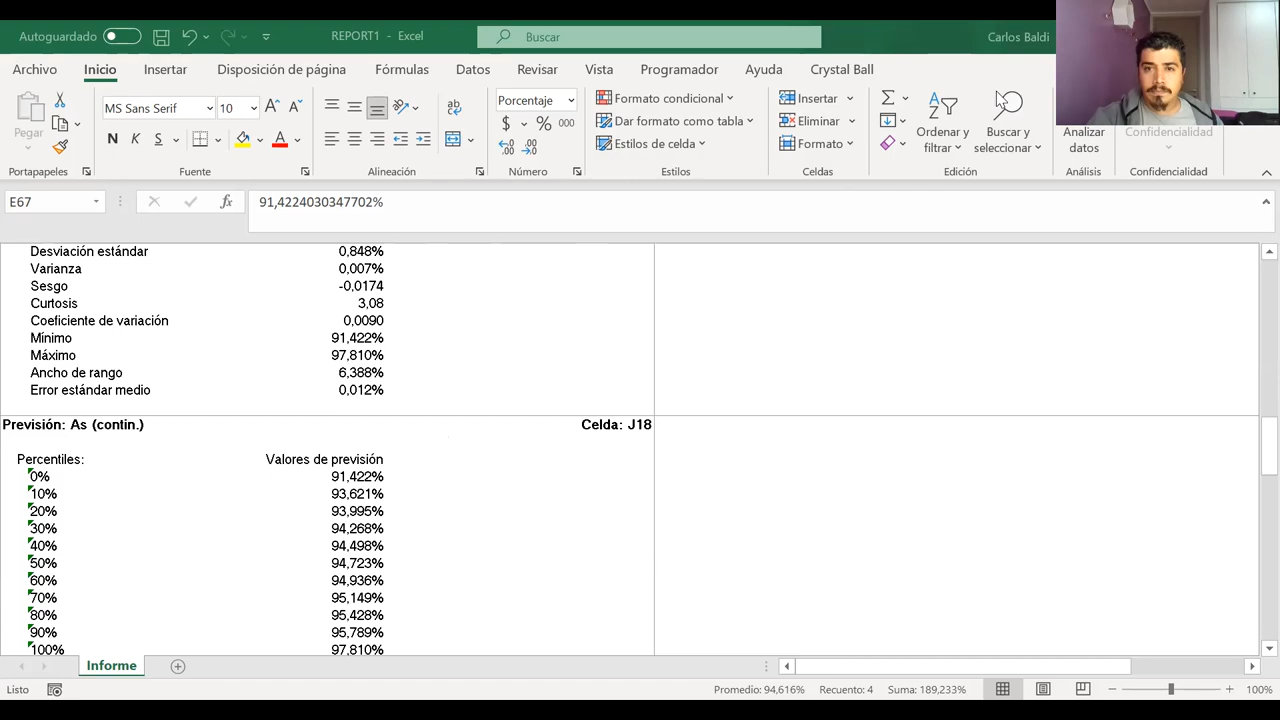 Autoguardado
REPORT1 - Excel
Buscar
Carlos Baldi
Archivo Inicio Insertar Disposición de página Fórmulas Datos Revisar Vista Programador Ayuda Crystal Ball
Pegar
Portapapeles
MS Sans Serif 10
N K S
Fuente
Alineación
Porcentaje
$ % 000
Número
Formato condicional
Dar formato como tabla
Estilos de celda
Estilos
Insertar
Eliminar
Formato
Celdas
Ordenar y filtrar
Buscar y seleccionar
Edición
Analizar datos
Análisis
Confidencialidad
Confidencialidad
E67
fx
91,4224030347702%
Desviación estándar 0,848%
Varianza 0,007%
Sesgo -0,0174
Curtosis 3,08
Coeficiente de variación 0,0090
Mínimo 91,422%
Máximo 97,810%
Ancho de rango 6,388%
Error estándar medio 0,012%
Previsión: As (contin.) Celda: J18
Percentiles: Valores de previsión
0% 91,422%
10% 93,621%
20% 93,995%
30% 94,268%
40% 94,498%
50% 94,723%
60% 94,936%
70% 95,149%
80% 95,428%
90% 95,789%
100% 97,810%
Informe
Listo
Promedio: 94,616% Recuento: 4 Suma: 189,233%
100%